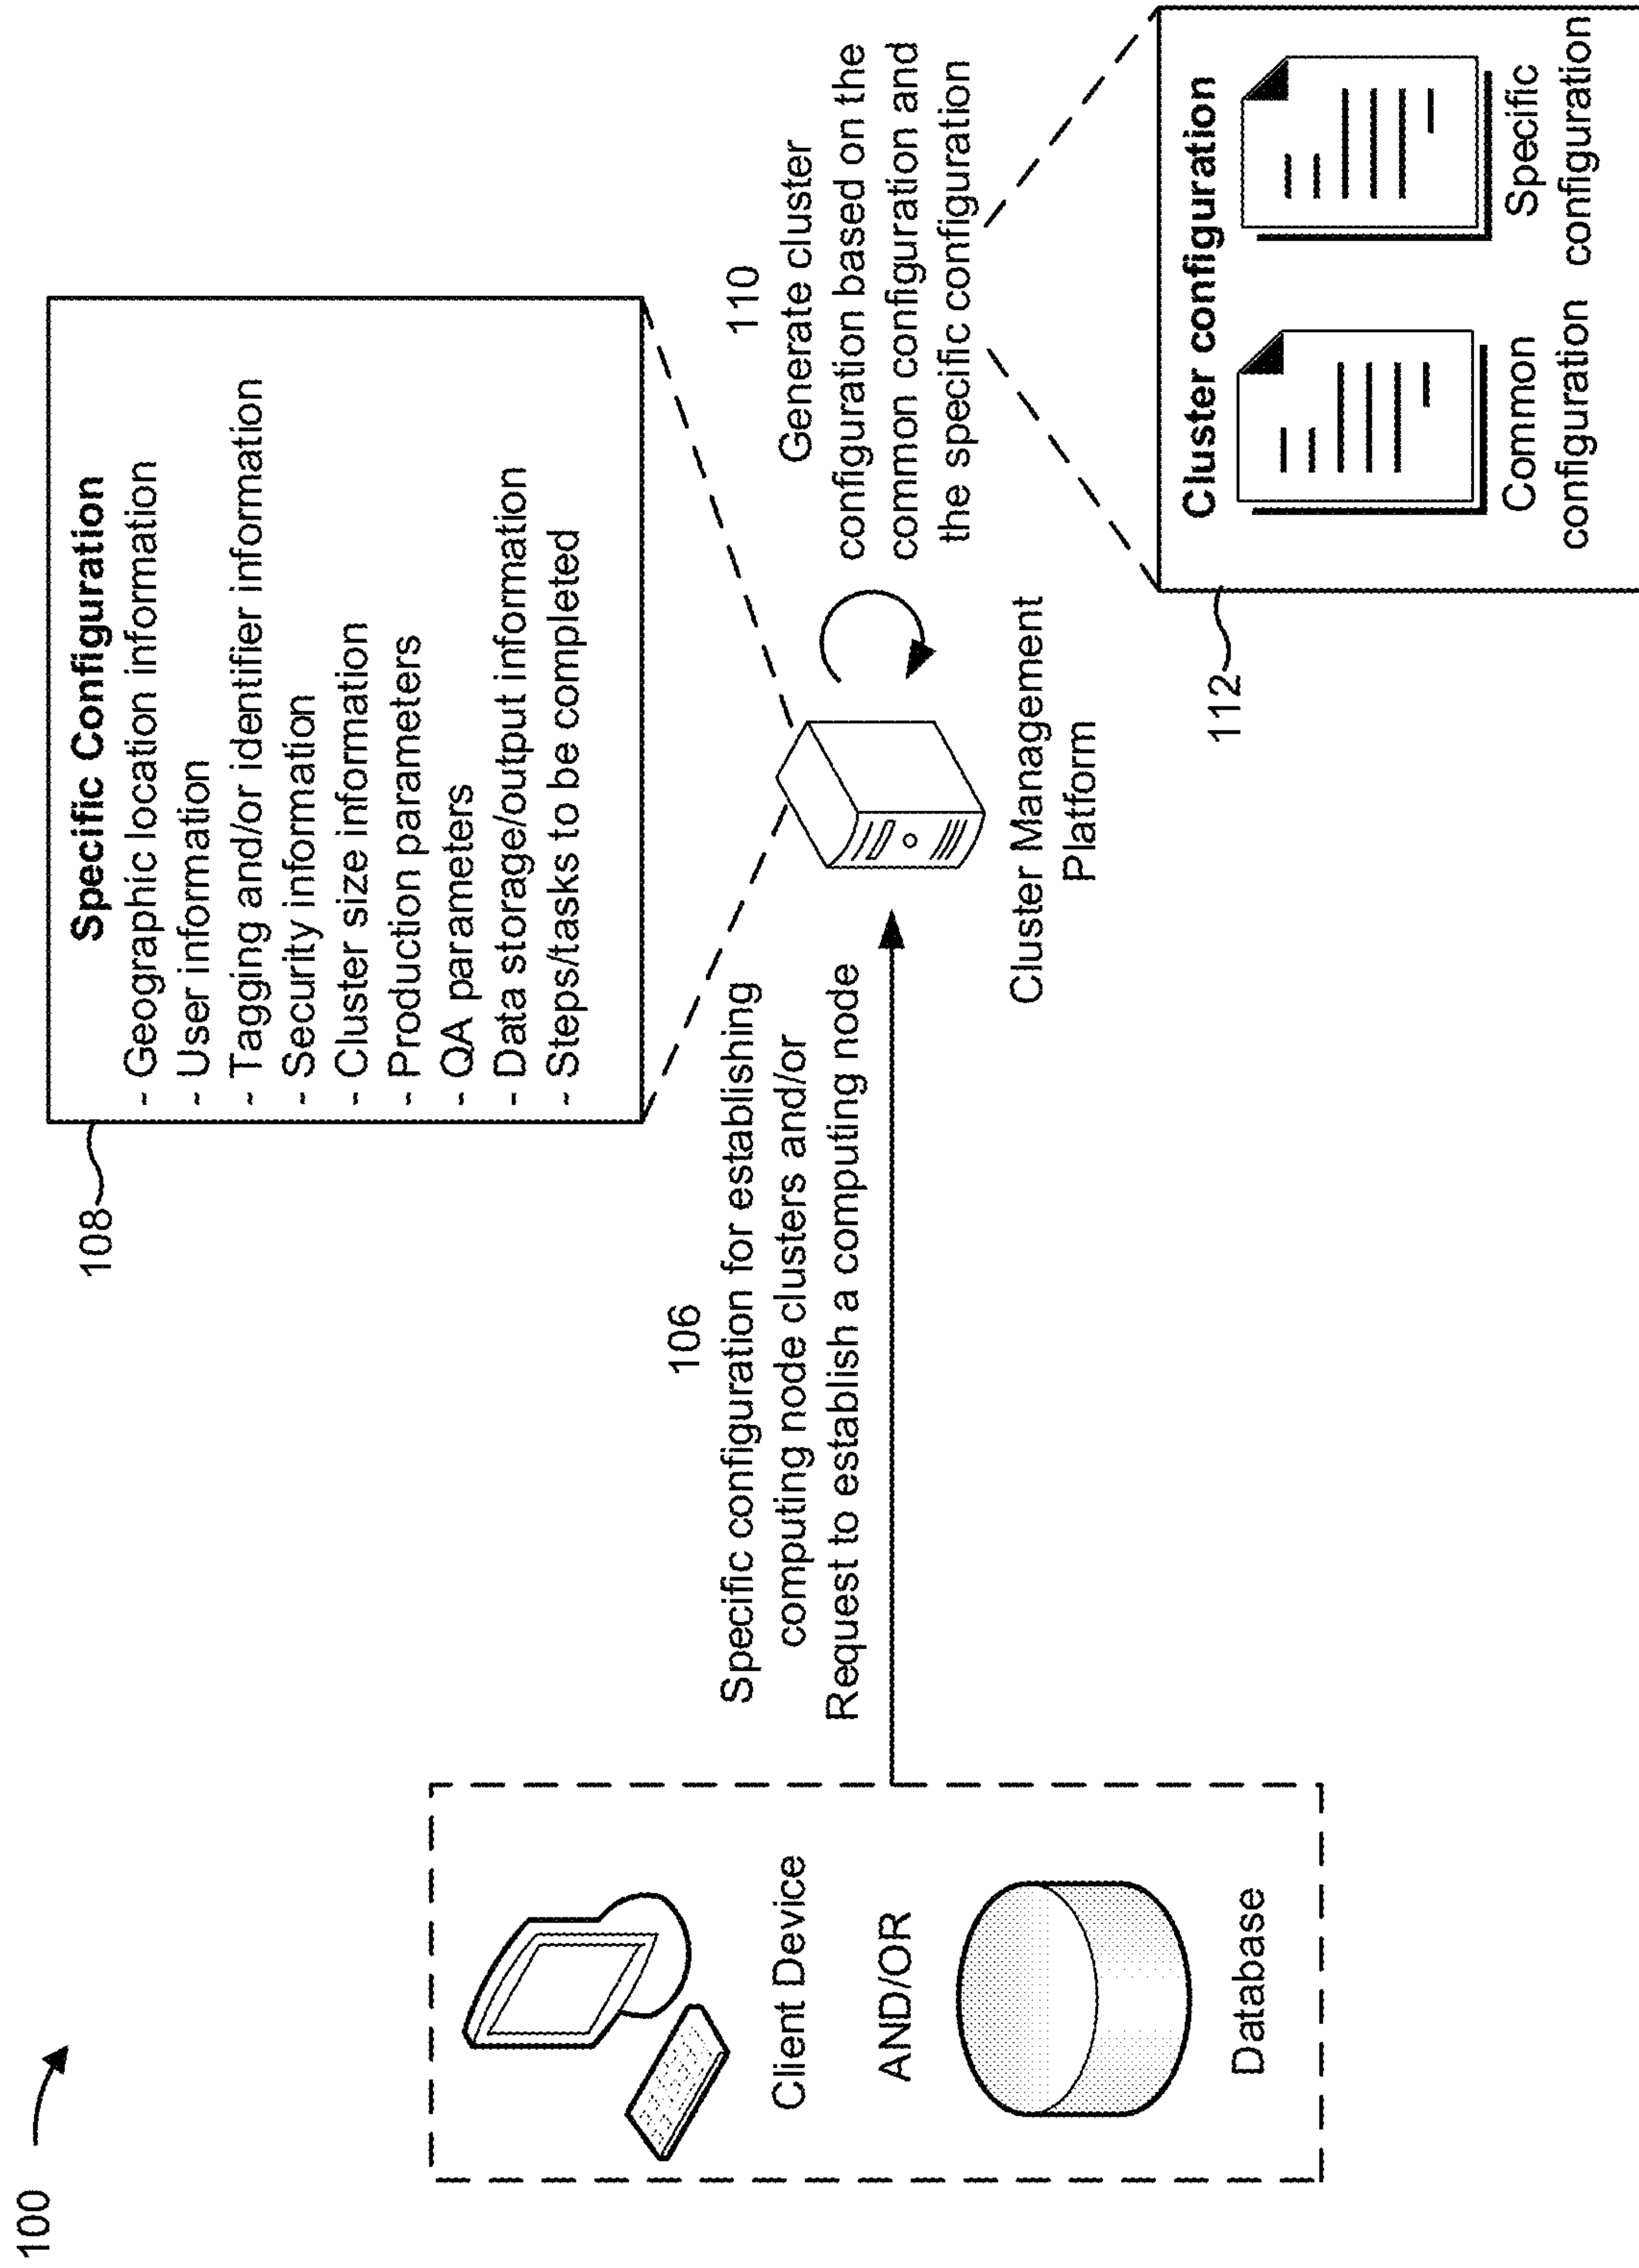 100
108
Specific Configuration
- Geographic location information
- User information
- Tagging and/or identifier information
- Security information
- Cluster size information
- Production parameters
- QA parameters
- Data storage/output information
- Steps/tasks to be completed
106
Specific configuration for establishing
computing node clusters and/or
Request to establish a computing node
Client Device
AND/OR
Database
Cluster Management
Platform
110
Generate cluster
configuration based on the
common configuration and
the specific configuration
112
Cluster configuration
Common
configuration
Specific
configuration